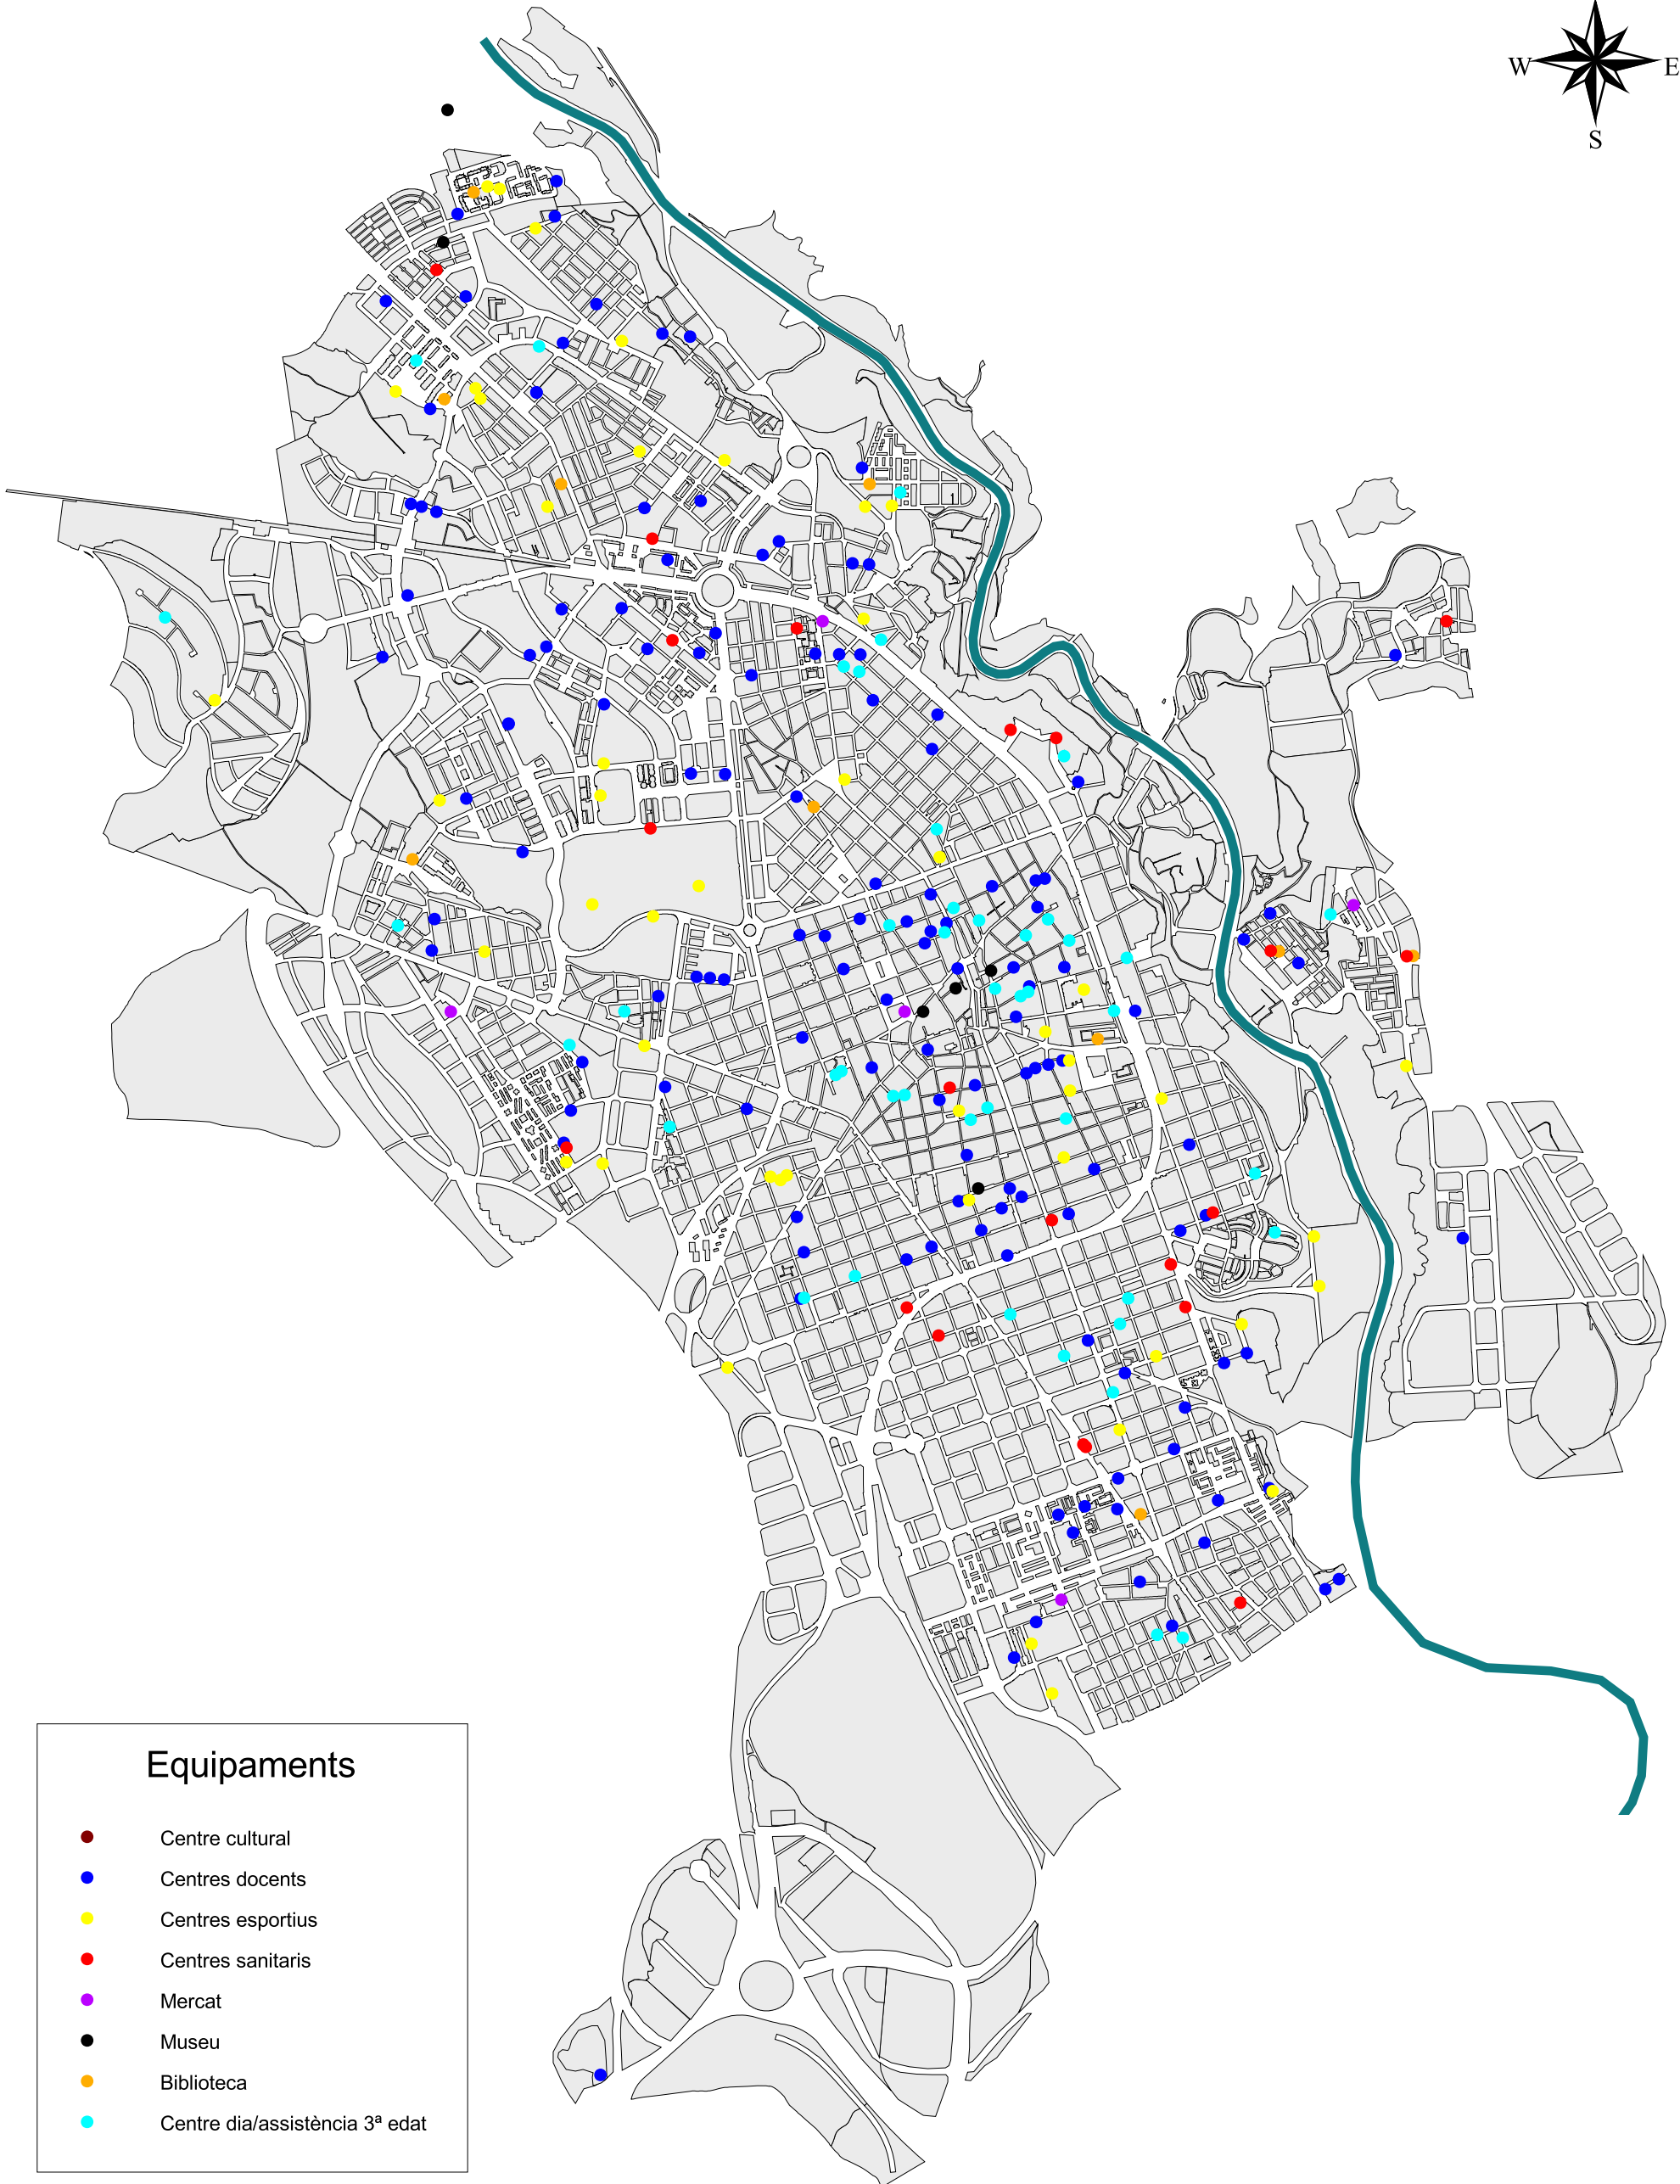 W
E
S
Equipaments
Centre cultural
Centres docents
Centres esportius
Centres sanitaris
Mercat
Museu
Biblioteca
Centre dia/assistència 3ª edat